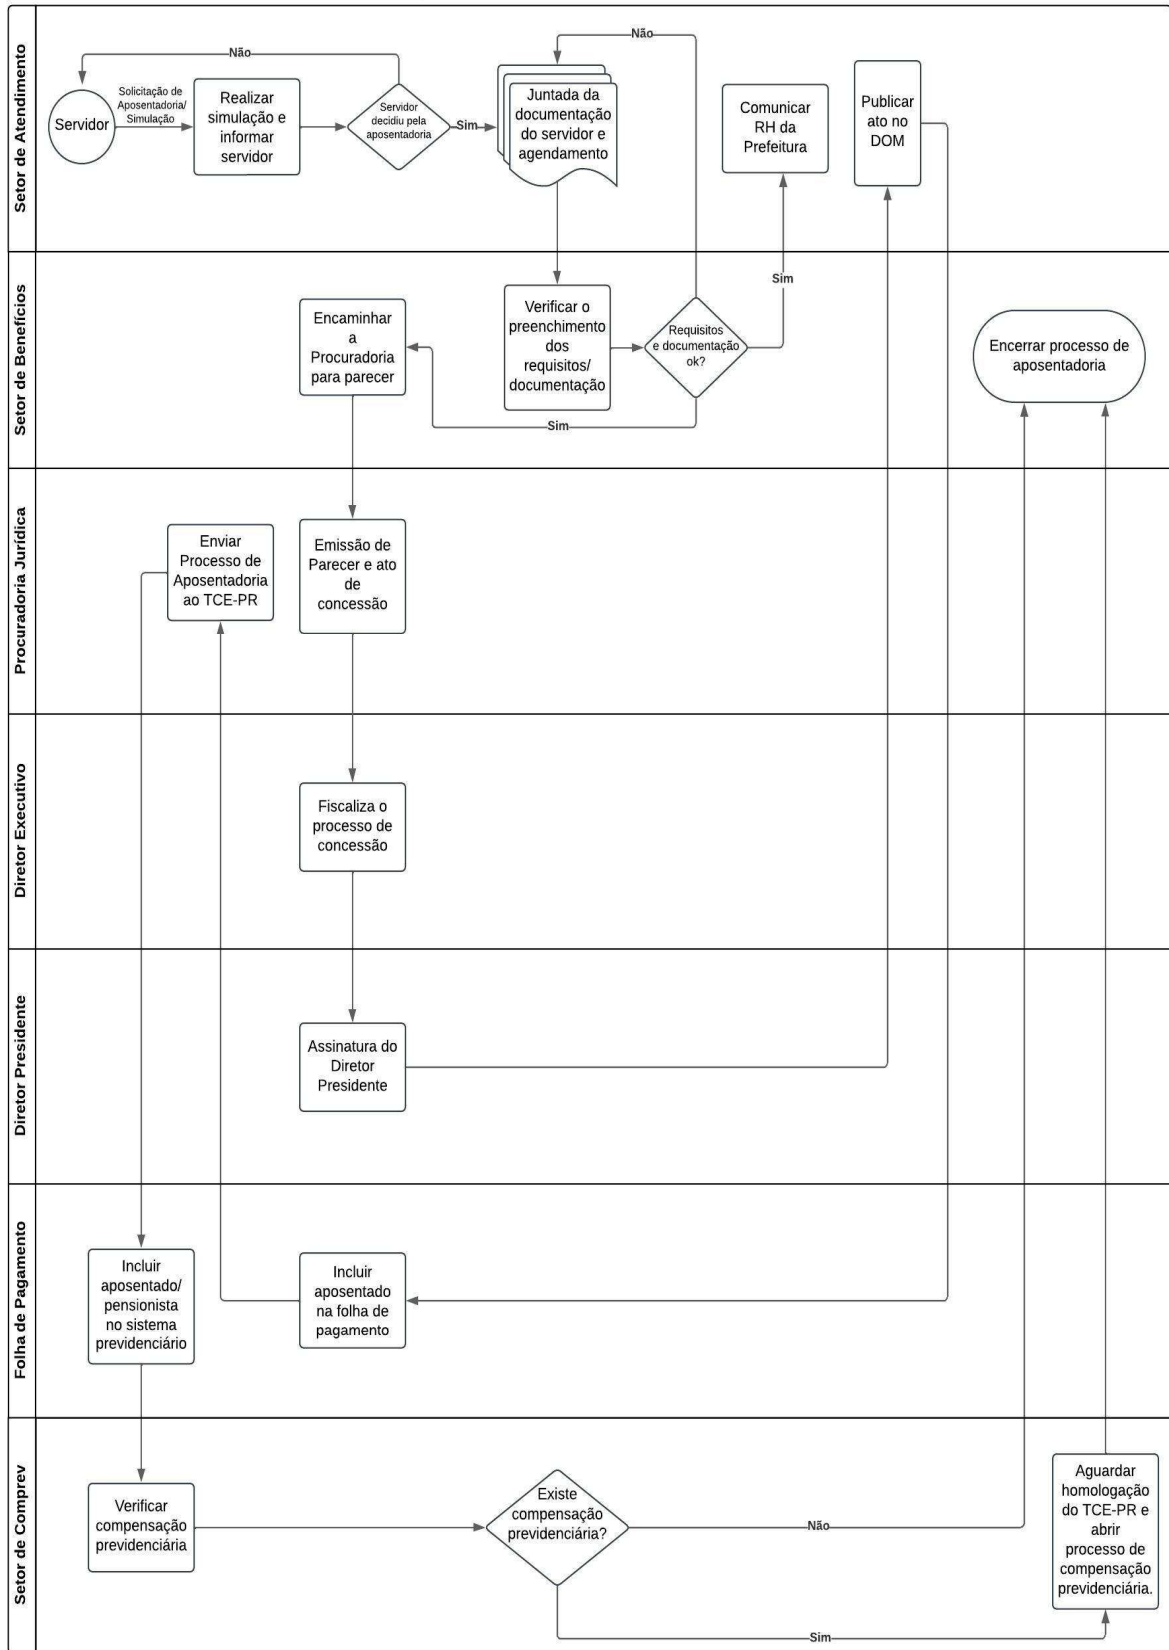 Setor de Atendimento
Não
Não
Servidor
Solicitação de
Aposentadoria/
Simulação
Realizar
simulação e
informar
servidor
Servidor
decidiu pela
aposentadoria
Sim
Juntada da
documentação
do servidor e
agendamento
Comunicar
RH da
Prefeitura
Publicar
ato no
DOM
Setor de Benefícios
Sim
Encaminhar
a
Procuradoria
para parecer
Verificar o
preenchimento
dos
requisitos/
documentação
Requisitos
e documentação
ok?
Sim
Encerrar processo de
aposentadoria
Procuradoria Jurídica
Enviar
Processo de
Aposentadoria
ao TCE-PR
Emissão de
Parecer e ato
de
concessão
Diretor Executivo
Fiscaliza o
processo de
concessão
Diretor Presidente
Assinatura do
Diretor
Presidente
Folha de Pagamento
Incluir
aposentado/
pensionista
no sistema
previdenciário
Incluir
aposentado
na folha de
pagamento
Setor de Comprev
Verificar
compensação
previdenciária
Existe
compensação
previdenciária?
Não
Sim
Aguardar
homologação
do TCE-PR e
abrir
processo de
compensação
previdenciária.